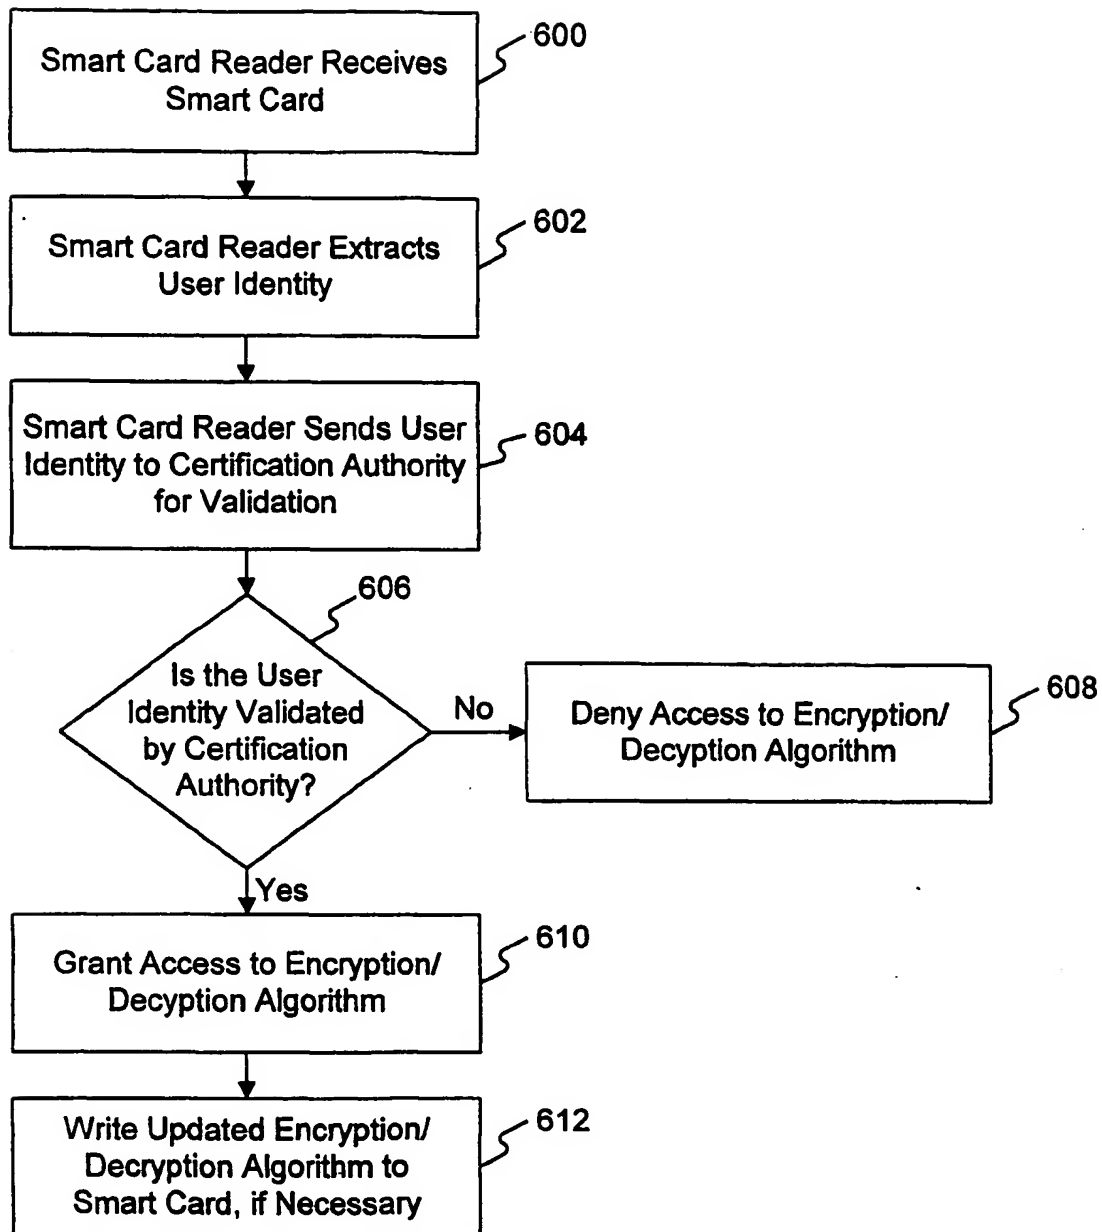 Smart Card Reader Receives
Smart Card
600
Smart Card Reader Extracts
User Identity
602
Smart Card Reader Sends User
Identity to Certification Authority
for Validation
604
606
Is the User
Identity Validated
by Certification
Authority?
No
Deny Access to Encryption/
Decyption Algorithm
608
Yes
Grant Access to Encryption/
Decyption Algorithm
610
Write Updated Encryption/
Decryption Algorithm to
Smart Card, if Necessary
612